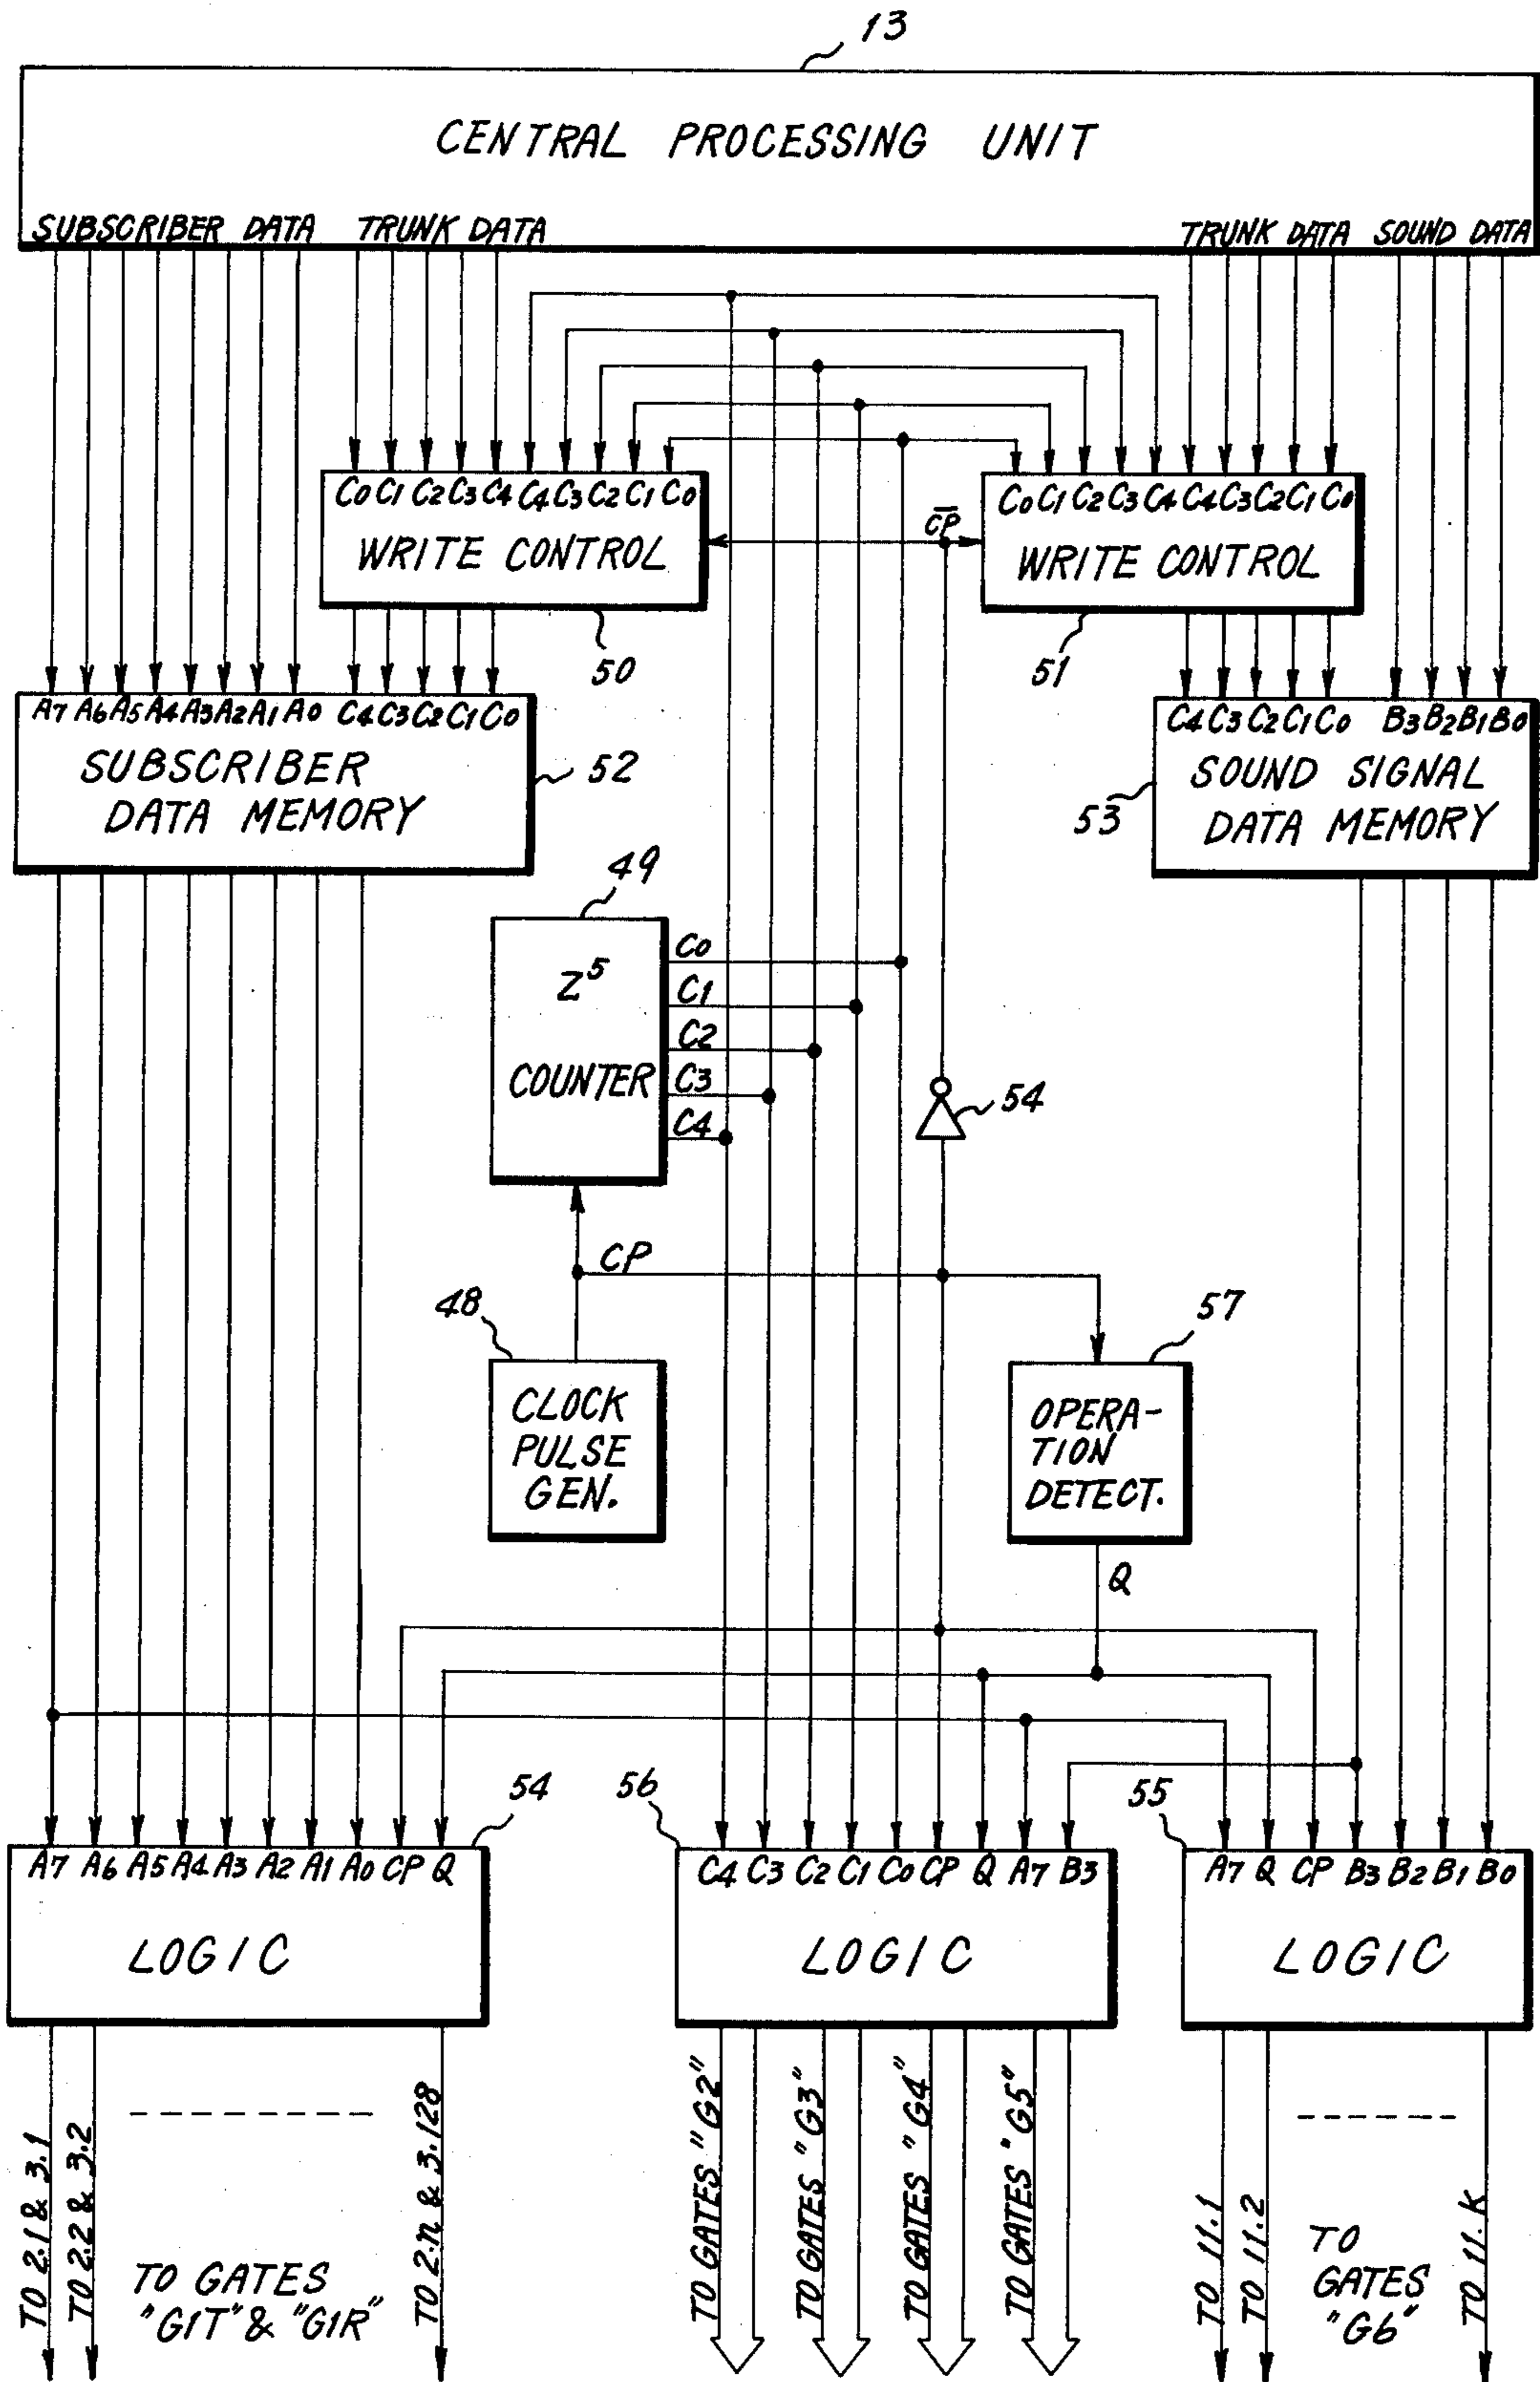 13
CENTRAL PROCESSING UNIT
SUBSCRIBER DATA TRUNK DATA TRUNK DATA SOUND DATA
C0 C1 C2 C3 C4 C4 C3 C2 C1 C0
WRITE CONTROL
50
C̅P̅
C0 C1 C2 C3 C4 C4 C3 C2 C1 C0
WRITE CONTROL
51
A7 A6 A5 A4 A3 A2 A1 A0 C4 C3 C2 C1 C0
SUBSCRIBER
DATA MEMORY
52
C4 C3 C2 C1 C0 B3 B2 B1 B0
SOUND SIGNAL
DATA MEMORY
53
49
Z⁵
COUNTER
C0
C1
C2
C3
C4
54
CP
48
CLOCK
PULSE
GEN.
57
OPERA-
TION
DETECT.
Q
54
A7 A6 A5 A4 A3 A2 A1 A0 CP Q
LOGIC
56
C4 C3 C2 C1 C0 CP Q A7 B3
LOGIC
55
A7 Q CP B3 B2 B1 B0
LOGIC
TO 2.1 & 3.1
TO 2.2 & 3.2
TO GATES
"G1T" & "G1R"
TO 2.n & 3.128
TO GATES "G2"
TO GATES "G3"
TO GATES "G4"
TO GATES "G5"
TO 11.1
TO 11.2
TO
GATES
"G6"
TO 11.k